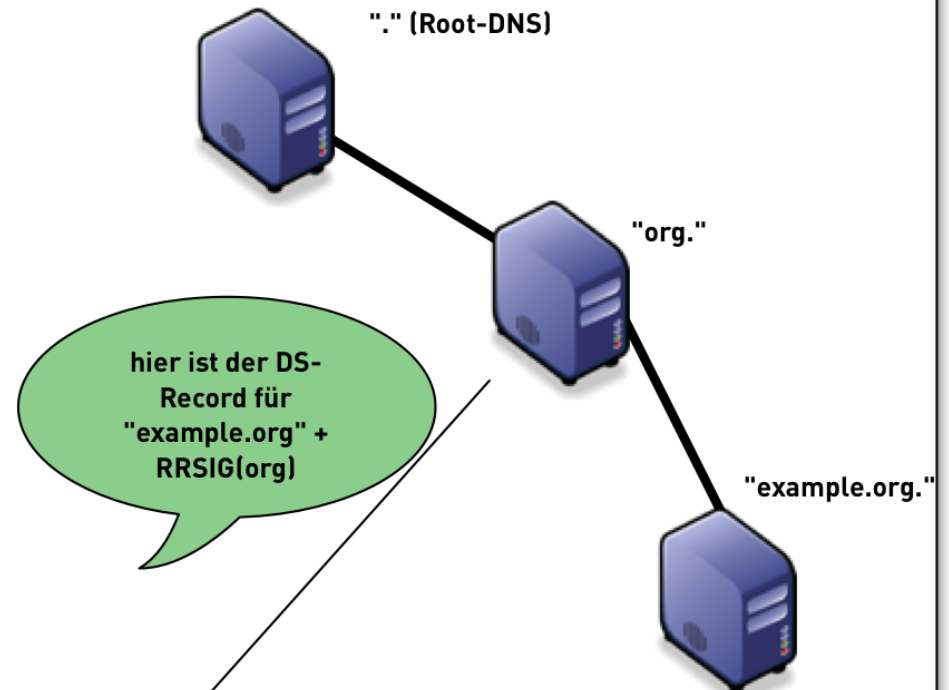 "." (Root-DNS)
"org."
hier ist der DS-
Record für
"example.org" +
RRSIG(org)
"example.org."